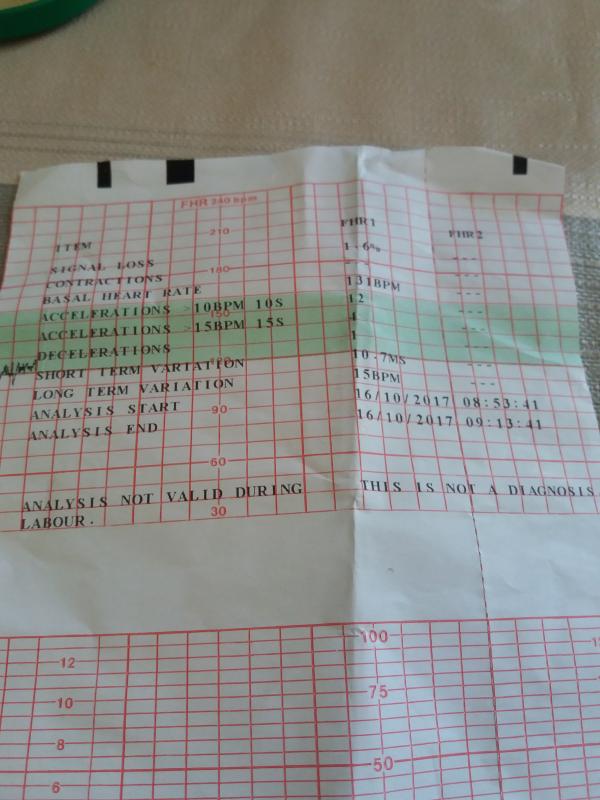 FHR 240 bpm
210
ITEM FHR1 FHR2
SIGNAL LOSS 1.6% ---
180
CONTRACTIONS - ---
BASAL HEART RATE 131BPM ---
ACCELERATIONS >10BPM 10S 12 ---
150
ACCELERATIONS >15BPM 15S 4 ---
DECELERATIONS 1 ---
120
SHORT TERM VARIATION 10.7MS ---
LONG TERM VARIATION 15BPM ---
ANALYSIS START 16/10/2017 08:53:41
90
ANALYSIS END 16/10/2017 09:13:41
60
ANALYSIS NOT VALID DURING THIS IS NOT A DIAGNOSIS
LABOUR.
30
100
12
75
10
8
50
6